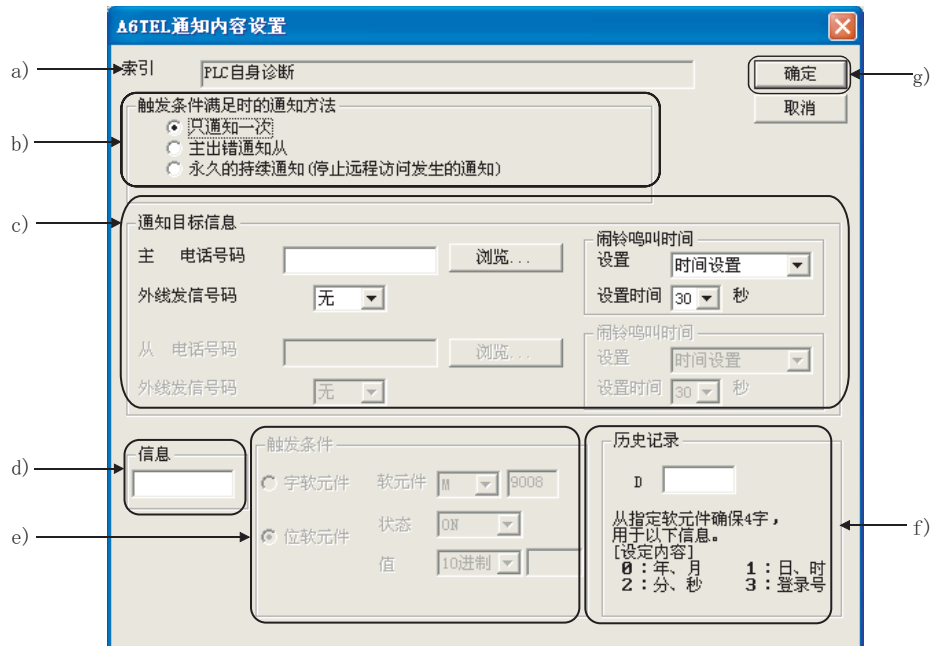 A6TEL通知内容设置
a)
索引
PLC自身诊断
确定
g)
取消
b)
触发条件满足时的通知方法
只通知一次
主出错通知从
永久的持续通知(停止远程访问发生的通知)
c)
通知目标信息
主 电话号码
浏览...
外线发信号码
无
闹铃鸣叫时间
设置
时间设置
设置时间
30
秒
从 电话号码
浏览...
外线发信号码
无
闹铃鸣叫时间
设置
时间设置
设置时间
30
秒
d)
信息
e)
触发条件
字软元件
软元件
M
9008
位软元件
状态
ON
值
10进制
历史记录
D
f)
从指定软元件确保4字,
用于以下信息。
[设定内容]
0:年、月 1:日、时
2:分、秒 3:登录号